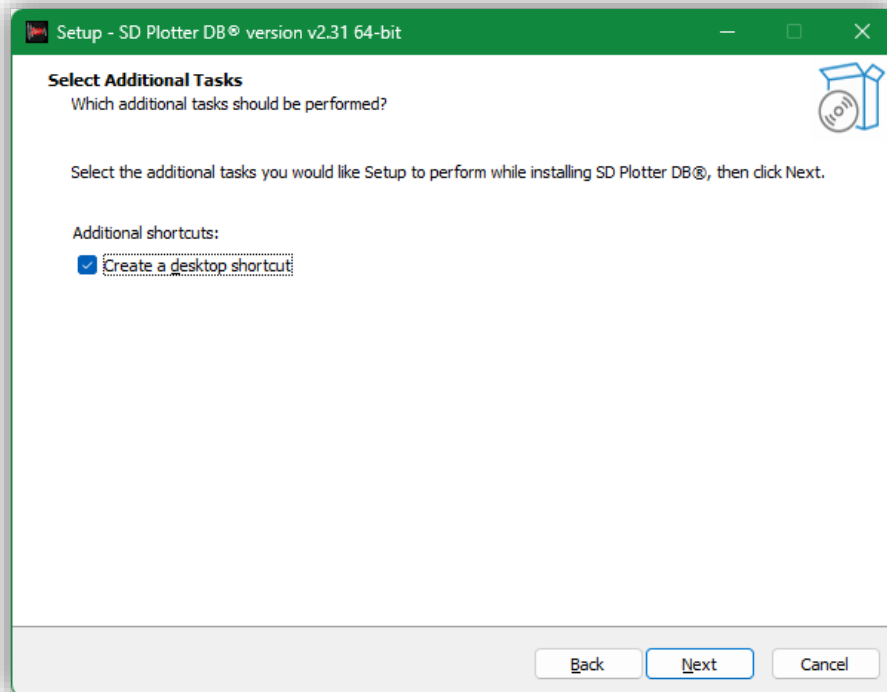 Setup - SD Plotter DB® version v2.31 64-bit
Select Additional Tasks
Which additional tasks should be performed?
Select the additional tasks you would like Setup to perform while installing SD Plotter DB®, then click Next.
Additional shortcuts:
Create a desktop shortcut
Back Next Cancel